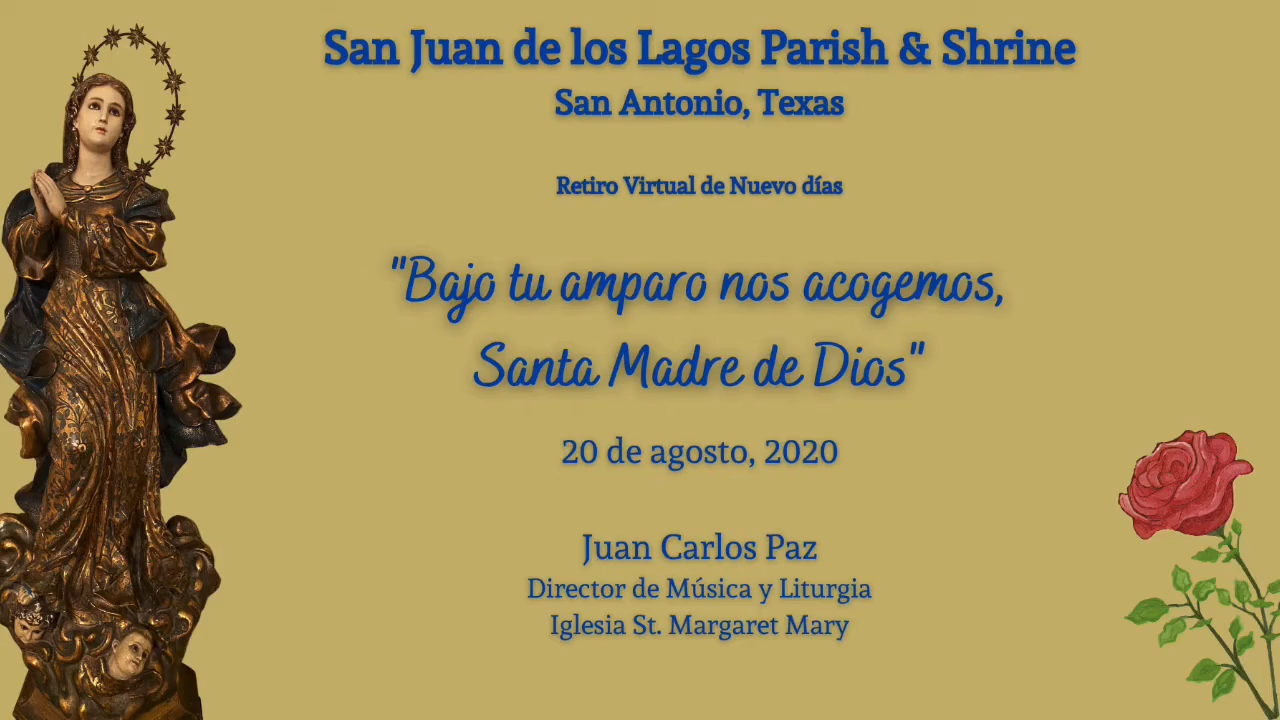 San Juan de los Lagos Parish & Shrine
San Antonio, Texas
Retiro Virtual de Nuevo días
"Bajo tu amparo nos acogemos,
Santa Madre de Dios"
20 de agosto, 2020
Juan Carlos Paz
Director de Música y Liturgia
Iglesia St. Margaret Mary